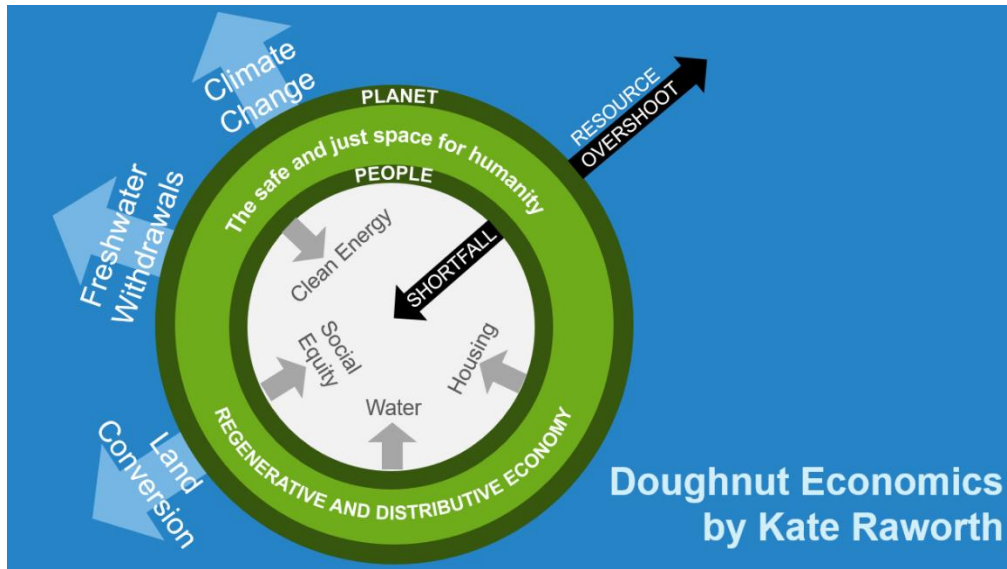 Climate
Change
PLANET
RESOURCE
OVERSHOOT
The safe and just space for humanity
PEOPLE
Freshwater
Withdrawals
Clean Energy
SHORTFALL
Social
Equity
Housing
Water
Land
Conversion
REGENERATIVE AND DISTRIBUTIVE ECONOMY
Doughnut Economics
by Kate Raworth